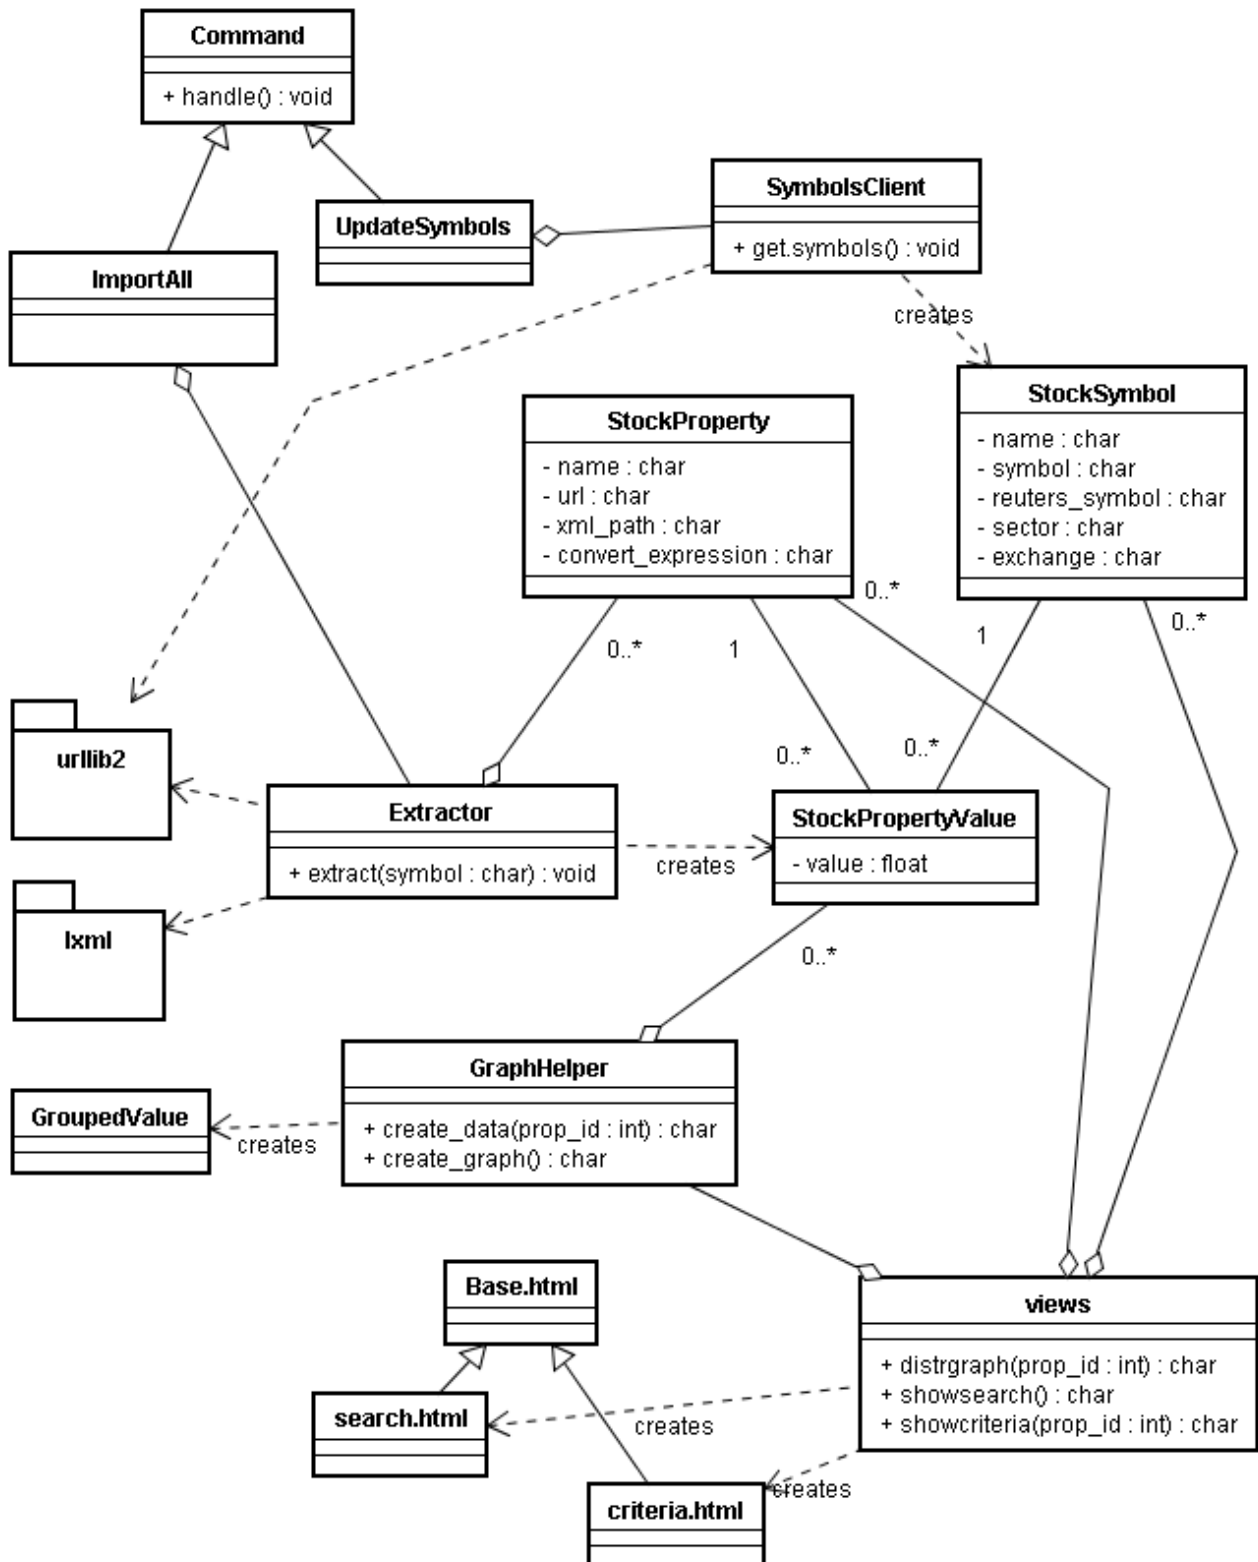 Command
+ handle() : void
SymbolsClient
+ get.symbols() : void
UpdateSymbols
ImportAll
creates
StockSymbol
- name : char
- symbol : char
- reuters_symbol : char
- sector : char
- exchange : char
StockProperty
- name : char
- url : char
- xml_path : char
- convert_expression : char
0..*
0..*
0..*
1
1
0..*
0..*
urllib2
Extractor
+ extract(symbol : char) : void
creates
StockPropertyValue
- value : float
lxml
0..*
GraphHelper
+ create_data(prop_id : int) : char
+ create_graph() : char
GroupedValue
creates
Base.html
views
+ distrgraph(prop_id : int) : char
+ showsearch() : char
+ showcriteria(prop_id : int) : char
search.html
creates
creates
criteria.html